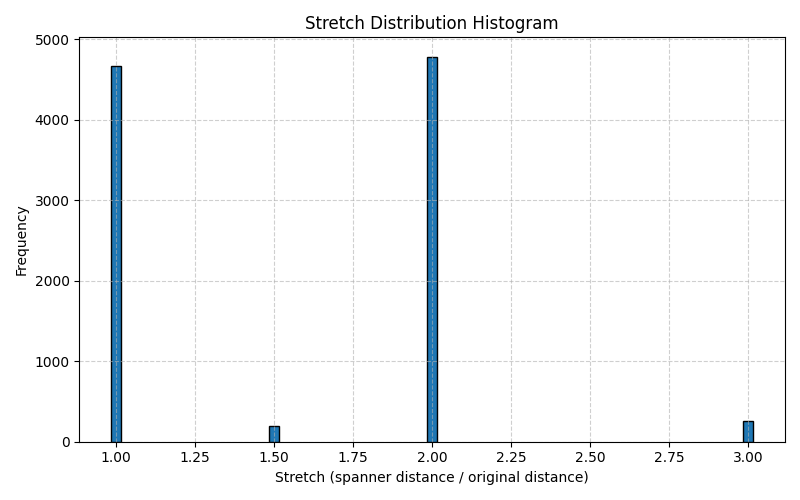 Stretch Distribution Histogram
5000
4000
3000
2000
1000
0
Frequency
1.00 1.25 1.50 1.75 2.00 2.25 2.50 2.75 3.00
Stretch (spanner distance / original distance)